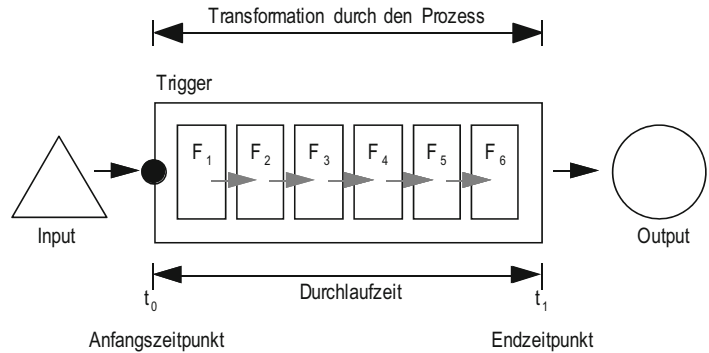 Transformation durch den Prozess
Trigger
F1 F2 F3 F4 F5 F6
Input
Output
Durchlaufzeit
t0 t1
Anfangszeitpunkt Endzeitpunkt